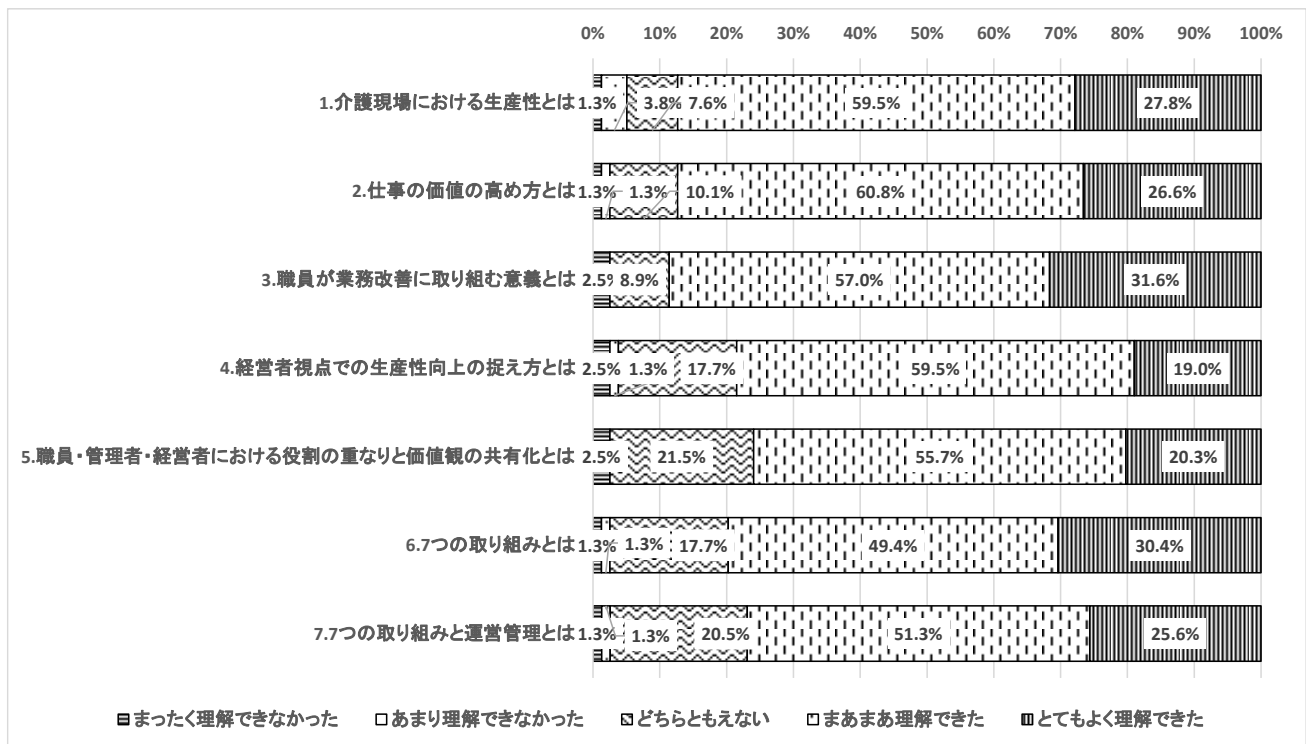 0% 10% 20% 30% 40% 50% 60% 70% 80% 90% 100%
1.介護現場における生産性とは 1.3% 3.8% 7.6% 59.5% 27.8%
2.仕事の価値の高め方とは 1.3% 1.3% 10.1% 60.8% 26.6%
3.職員が業務改善に取り組む意義とは 2.5% 8.9% 57.0% 31.6%
4.経営者視点での生産性向上の捉え方とは 2.5% 1.3% 17.7% 59.5% 19.0%
5.職員・管理者・経営者における役割の重なりと価値観の共有化とは 2.5% 21.5% 55.7% 20.3%
6.7つの取り組みとは 1.3% 1.3% 17.7% 49.4% 30.4%
7.7つの取り組みと運営管理とは 1.3% 1.3% 20.5% 51.3% 25.6%
まったく理解できなかった あまり理解できなかった どちらともえない まあまあ理解できた とてもよく理解できた